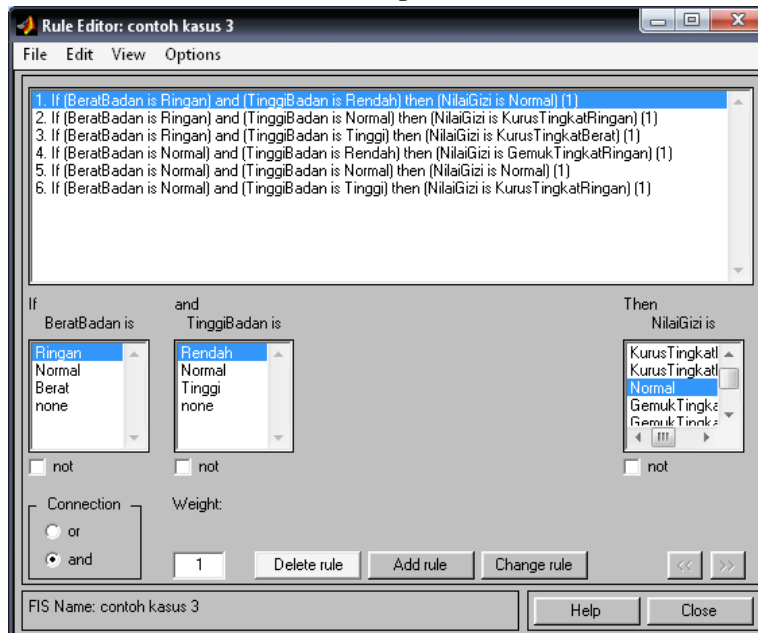 Rule Editor: contoh kasus 3
File Edit View Options
1. If (BeratBadan is Ringan) and (TinggiBadan is Rendah) then (NilaiGizi is Normal) (1)
2. If (BeratBadan is Ringan) and (TinggiBadan is Normal) then (NilaiGizi is KurusTingkatRingan) (1)
3. If (BeratBadan is Ringan) and (TinggiBadan is Tinggi) then (NilaiGizi is KurusTingkatBerat) (1)
4. If (BeratBadan is Normal) and (TinggiBadan is Rendah) then (NilaiGizi is GemukTingkatRingan) (1)
5. If (BeratBadan is Normal) and (TinggiBadan is Normal) then (NilaiGizi is Normal) (1)
6. If (BeratBadan is Normal) and (TinggiBadan is Tinggi) then (NilaiGizi is KurusTingkatRingan) (1)
If
BeratBadan is
Ringan
Normal
Berat
none
not
and
TinggiBadan is
Rendah
Normal
Tinggi
none
not
Then
NilaiGizi is
KurusTingkatl
KurusTingkatl
Normal
GemukTingka
GemukTingka
not
Connection
or
and
Weight:
1
Delete rule
Add rule
Change rule
<< >>
FIS Name: contoh kasus 3
Help
Close